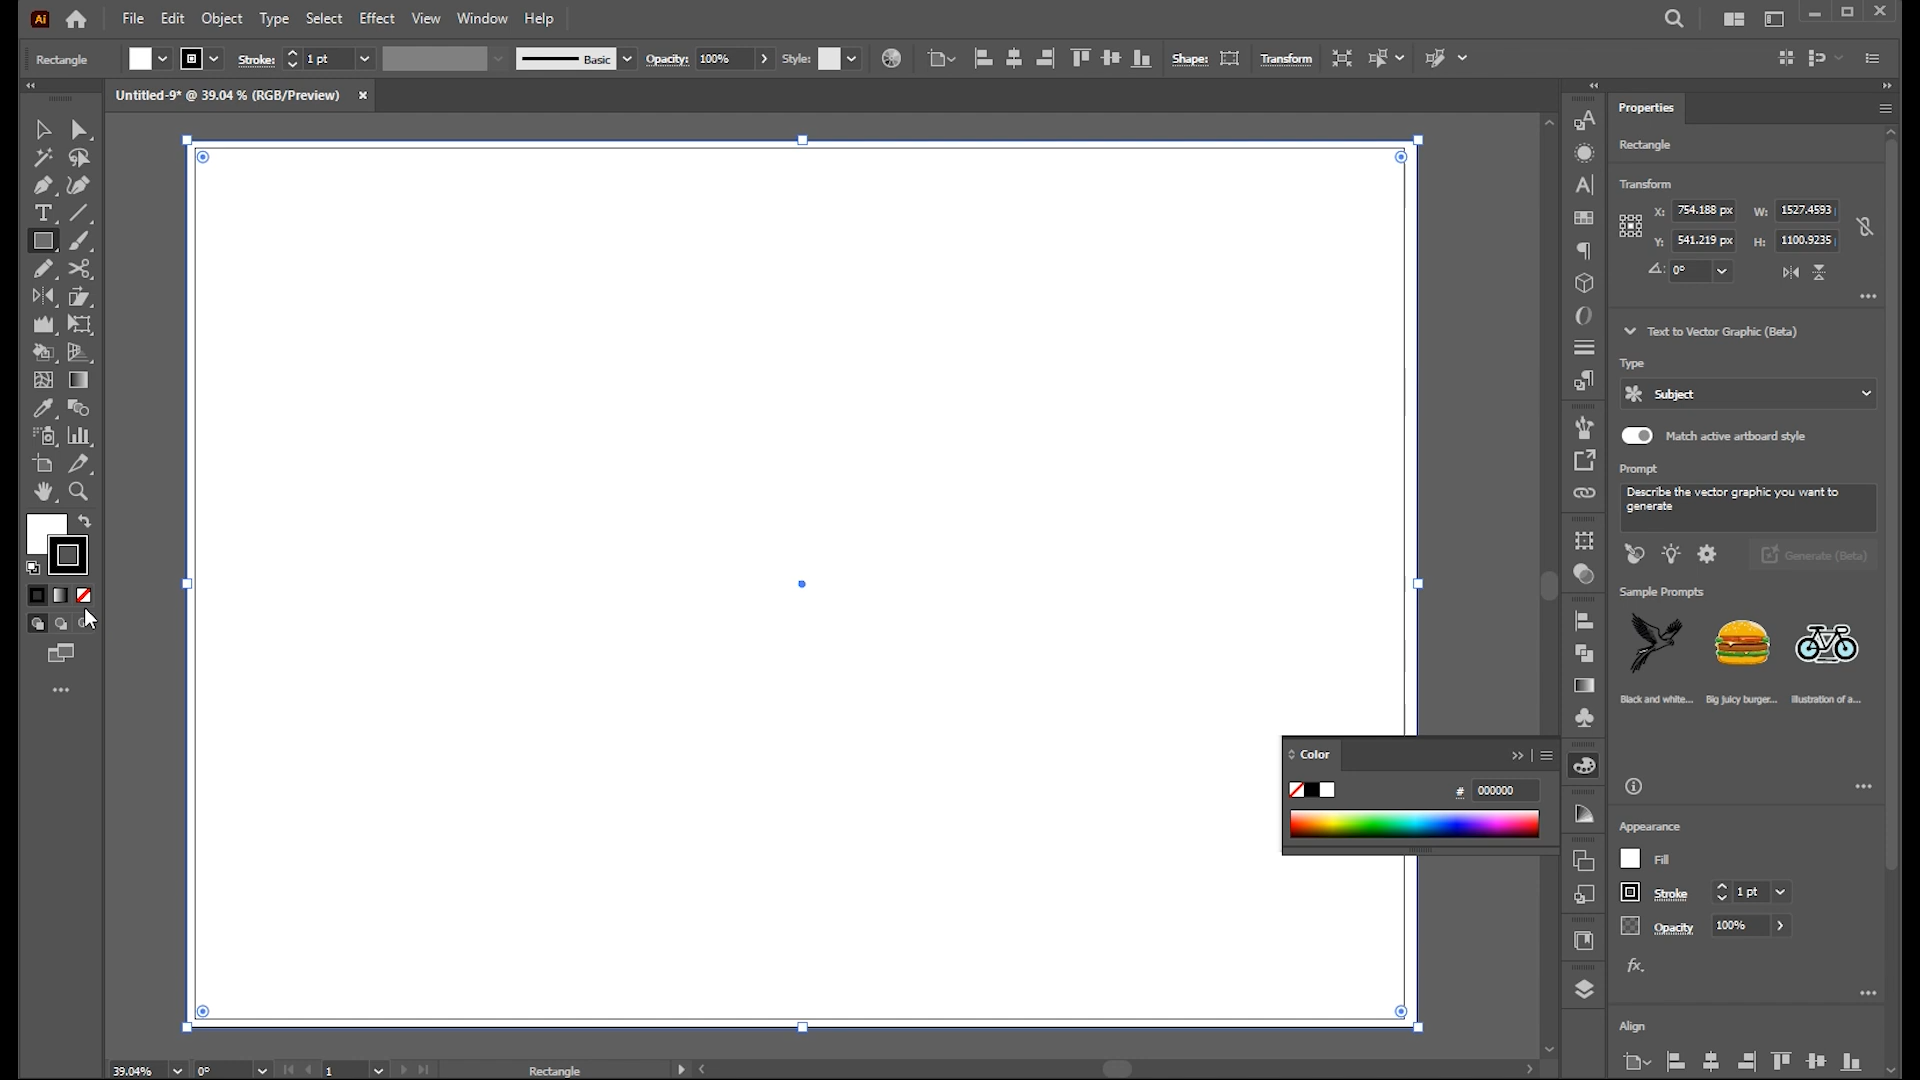 Ai File Edit Object Type Select Effect View Window Help
Rectangle Stroke: 1 pt Basic Opacity: 100% Style: Shape: Transform
Untitled-9* @ 39.04 % (RGB/Preview) ×
Properties
Rectangle
Transform
X: 754.188 px W: 1527.4593
Y: 541.219 px H: 1100.9235
0°
Text to Vector Graphic (Beta)
Type
Subject
Match active artboard style
Prompt
Describe the vector graphic you want to
generate
Generate (Beta)
Sample Prompts
Black and white... Big juicy burger... Illustration of a...
Color
# 000000
Appearance
Fill
Stroke 1 pt
Opacity 100%
fx.
Align
39.04% 0° 1 Rectangle